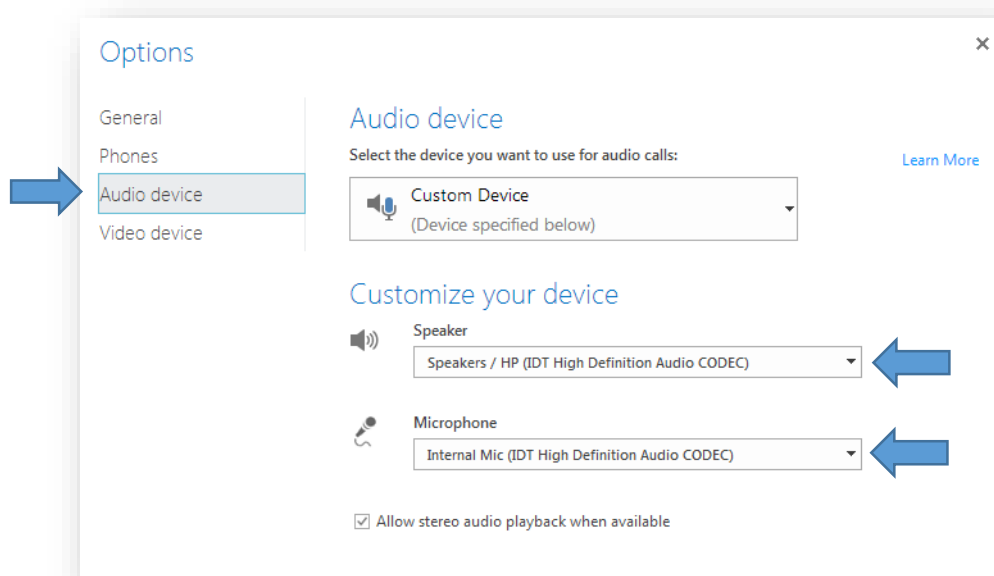 Options
General
Phones
Audio device
Video device
Audio device
Select the device you want to use for audio calls:
Learn More
Custom Device
(Device specified below)
Customize your device
Speaker
Speakers / HP (IDT High Definition Audio CODEC)
Microphone
Internal Mic (IDT High Definition Audio CODEC)
Allow stereo audio playback when available